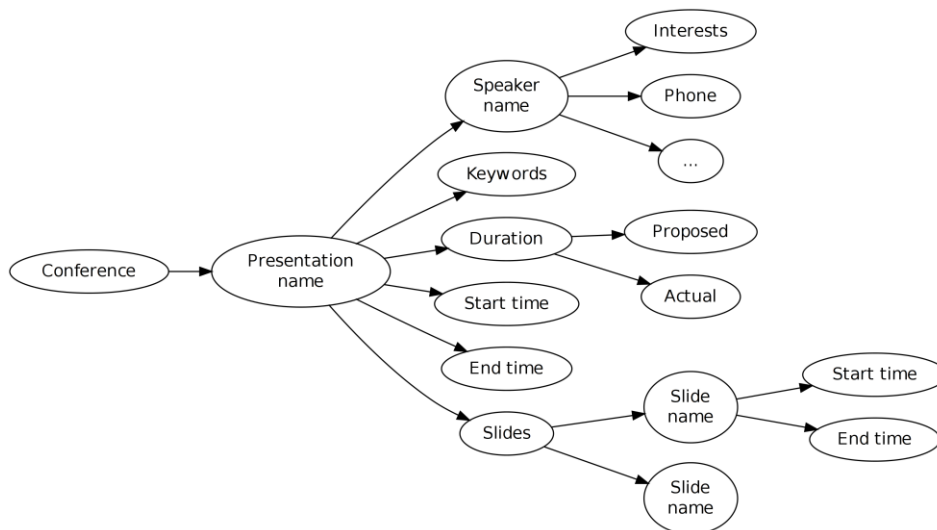 Interests
Speaker
name
Phone
...
Keywords
Duration
Proposed
Conference
Presentation
name
Actual
Start time
End time
Slides
Slide
name
Start time
End time
Slide
name